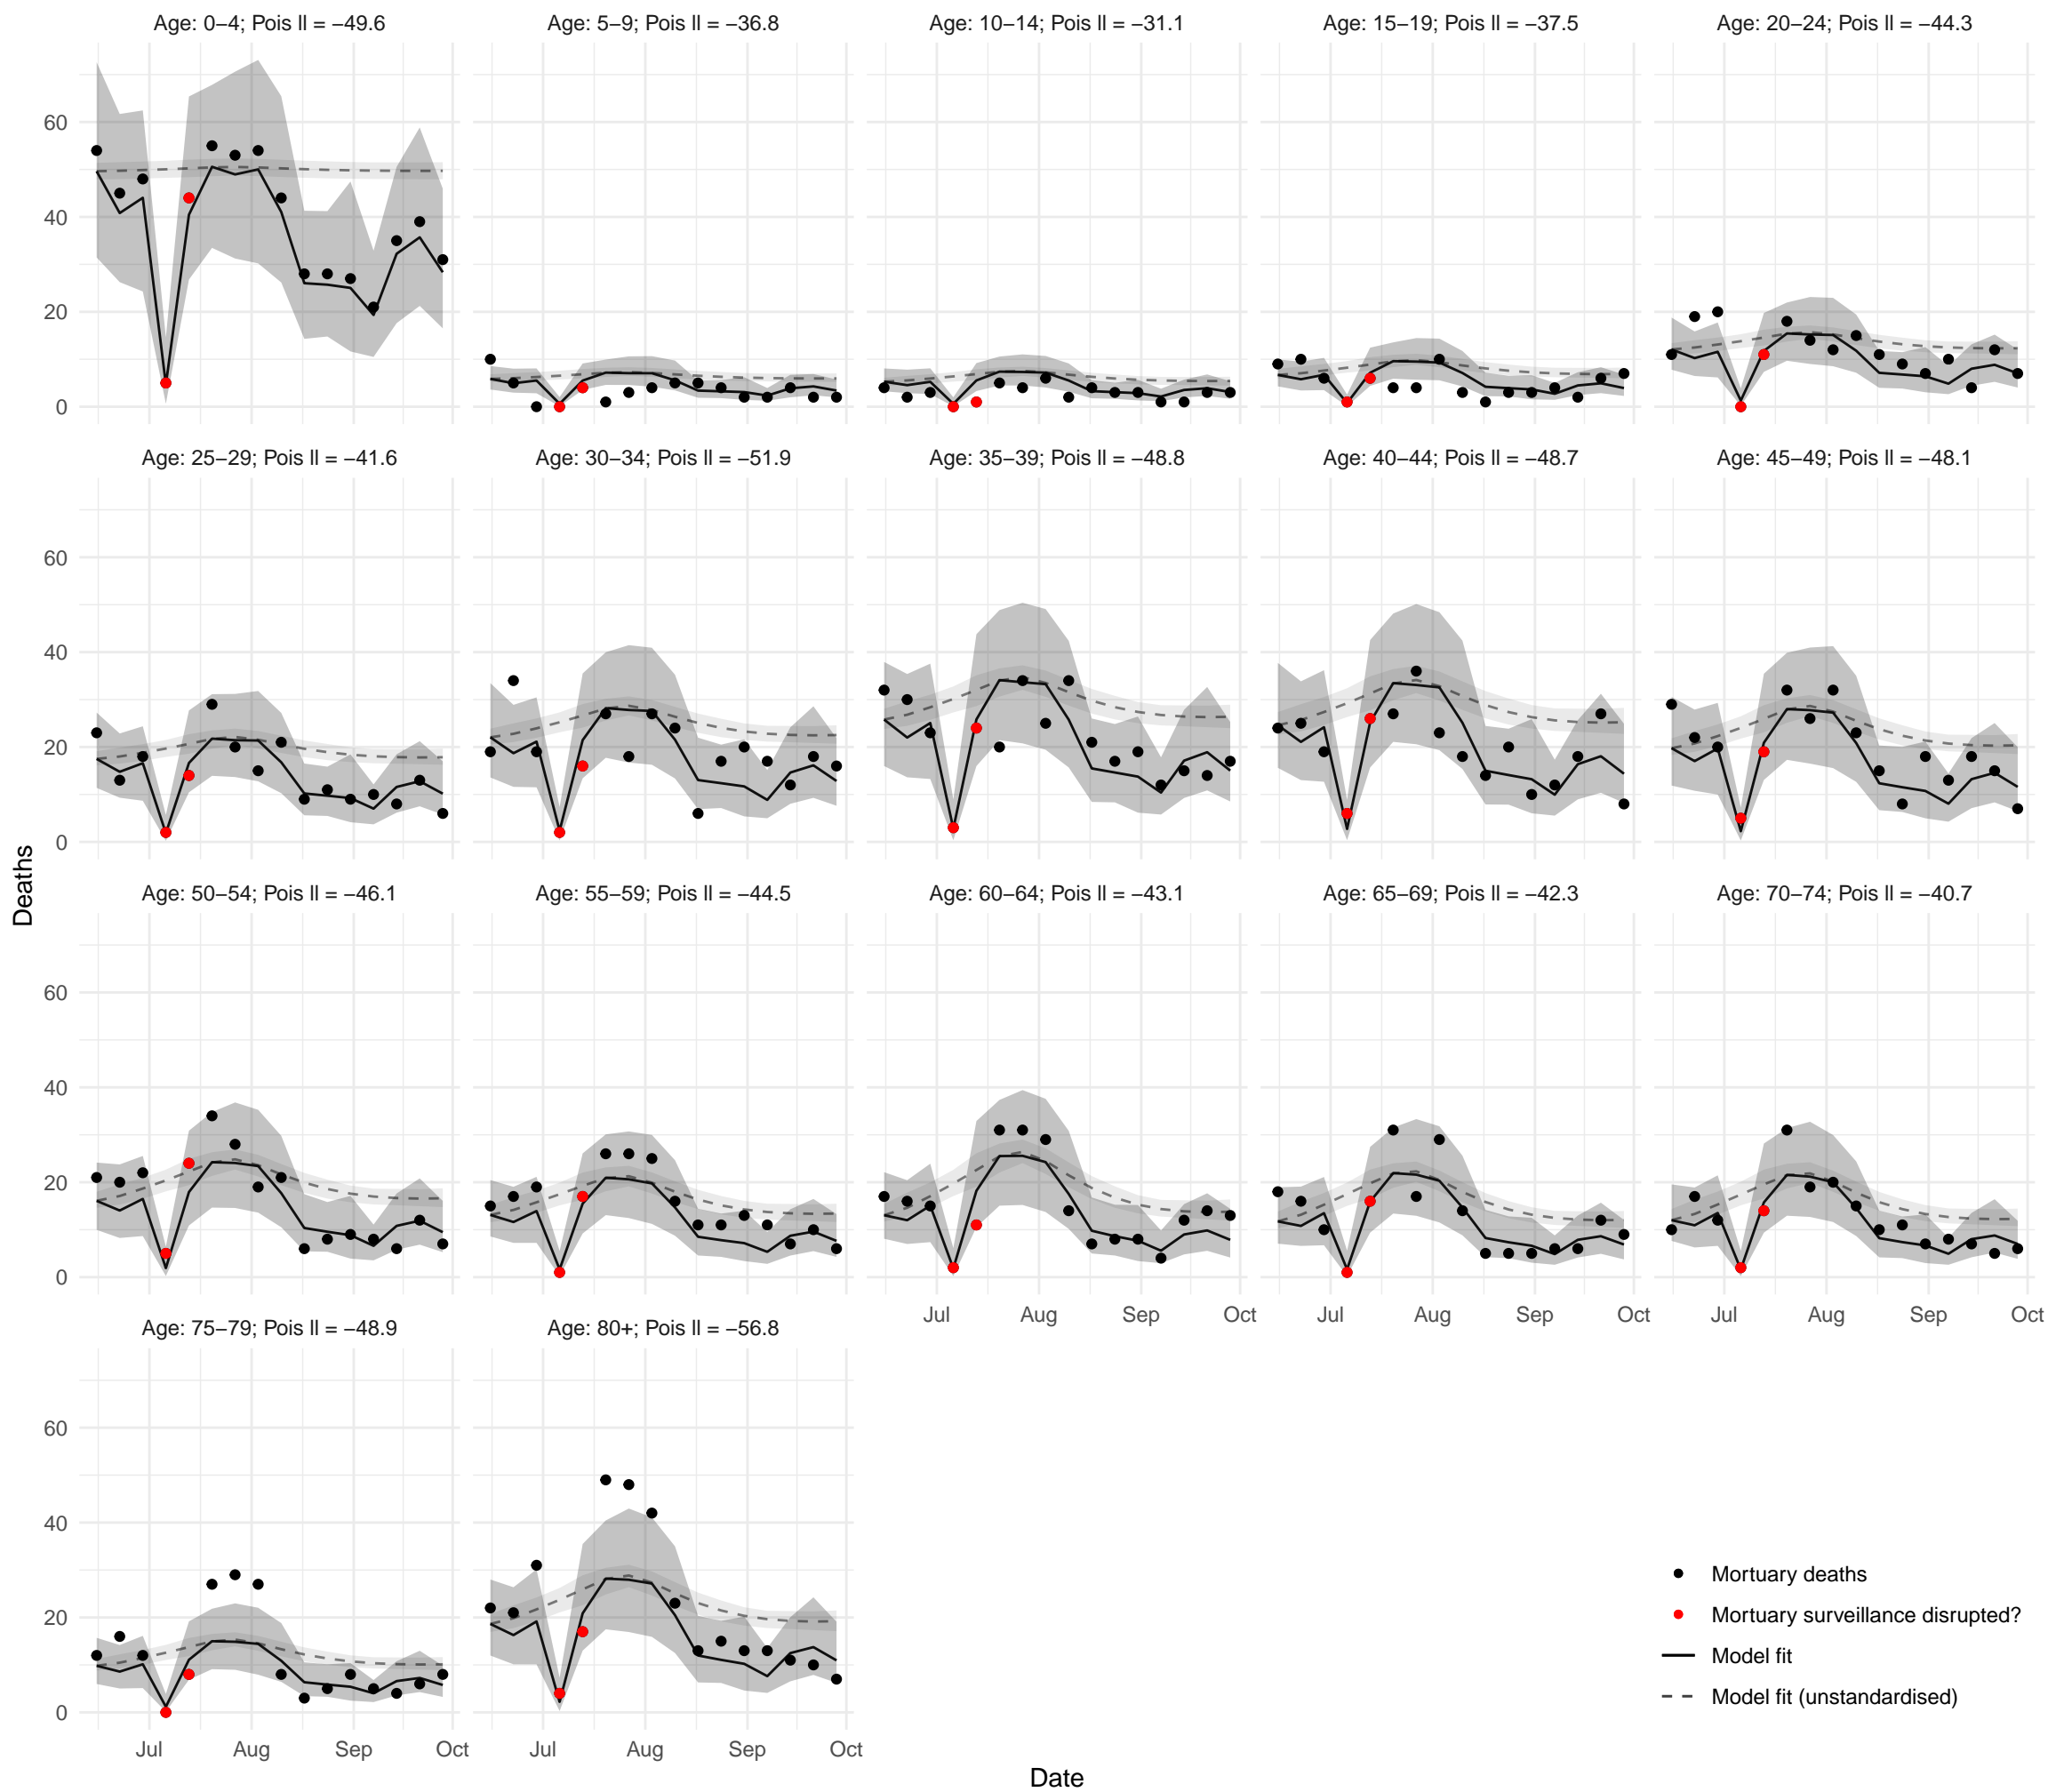 Age: 0−4; Pois ll = −49.6
Age: 5−9; Pois ll = −36.8
Age: 10−14; Pois ll = −31.1
Age: 15−19; Pois ll = −37.5
Age: 20−24; Pois ll = −44.3
60
40
20
0
Age: 25−29; Pois ll = −41.6
Age: 30−34; Pois ll = −51.9
Age: 35−39; Pois ll = −48.8
Age: 40−44; Pois ll = −48.7
Age: 45−49; Pois ll = −48.1
60
40
20
0
Deaths
Age: 50−54; Pois ll = −46.1
Age: 55−59; Pois ll = −44.5
Age: 60−64; Pois ll = −43.1
Age: 65−69; Pois ll = −42.3
Age: 70−74; Pois ll = −40.7
60
40
20
0
Jul Aug Sep Oct
Jul Aug Sep Oct
Jul Aug Sep Oct
Age: 75−79; Pois ll = −48.9
Age: 80+; Pois ll = −56.8
60
40
20
0
Jul Aug Sep Oct
Jul Aug Sep Oct
Mortuary deaths
Mortuary surveillance disrupted?
Model fit
Model fit (unstandardised)
Date